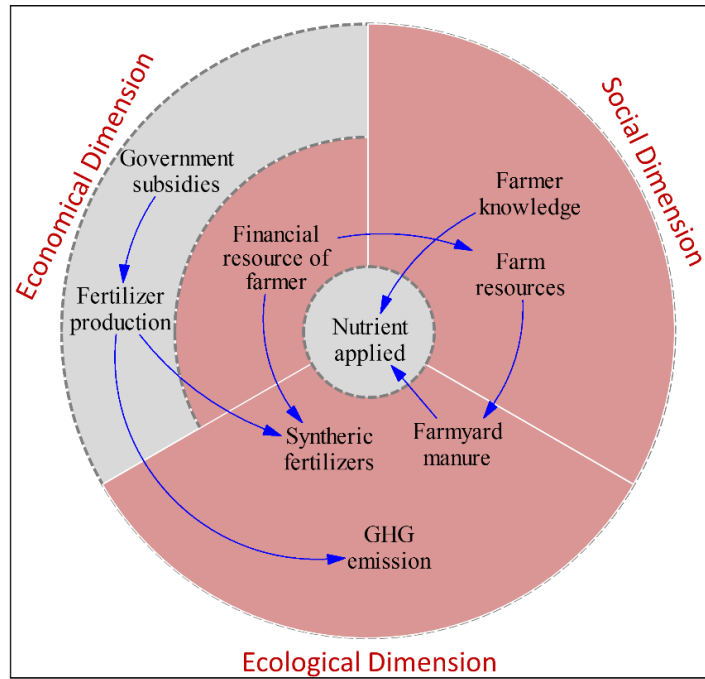 Economical Dimension
Social Dimension
Government
subsidies
Farmer
knowledge
Financial
resource of
farmer
Farm
resources
Fertilizer
production
Nutrient
applied
Syntheric
fertilizers
Farmyard
manure
GHG
emission
Ecological Dimension